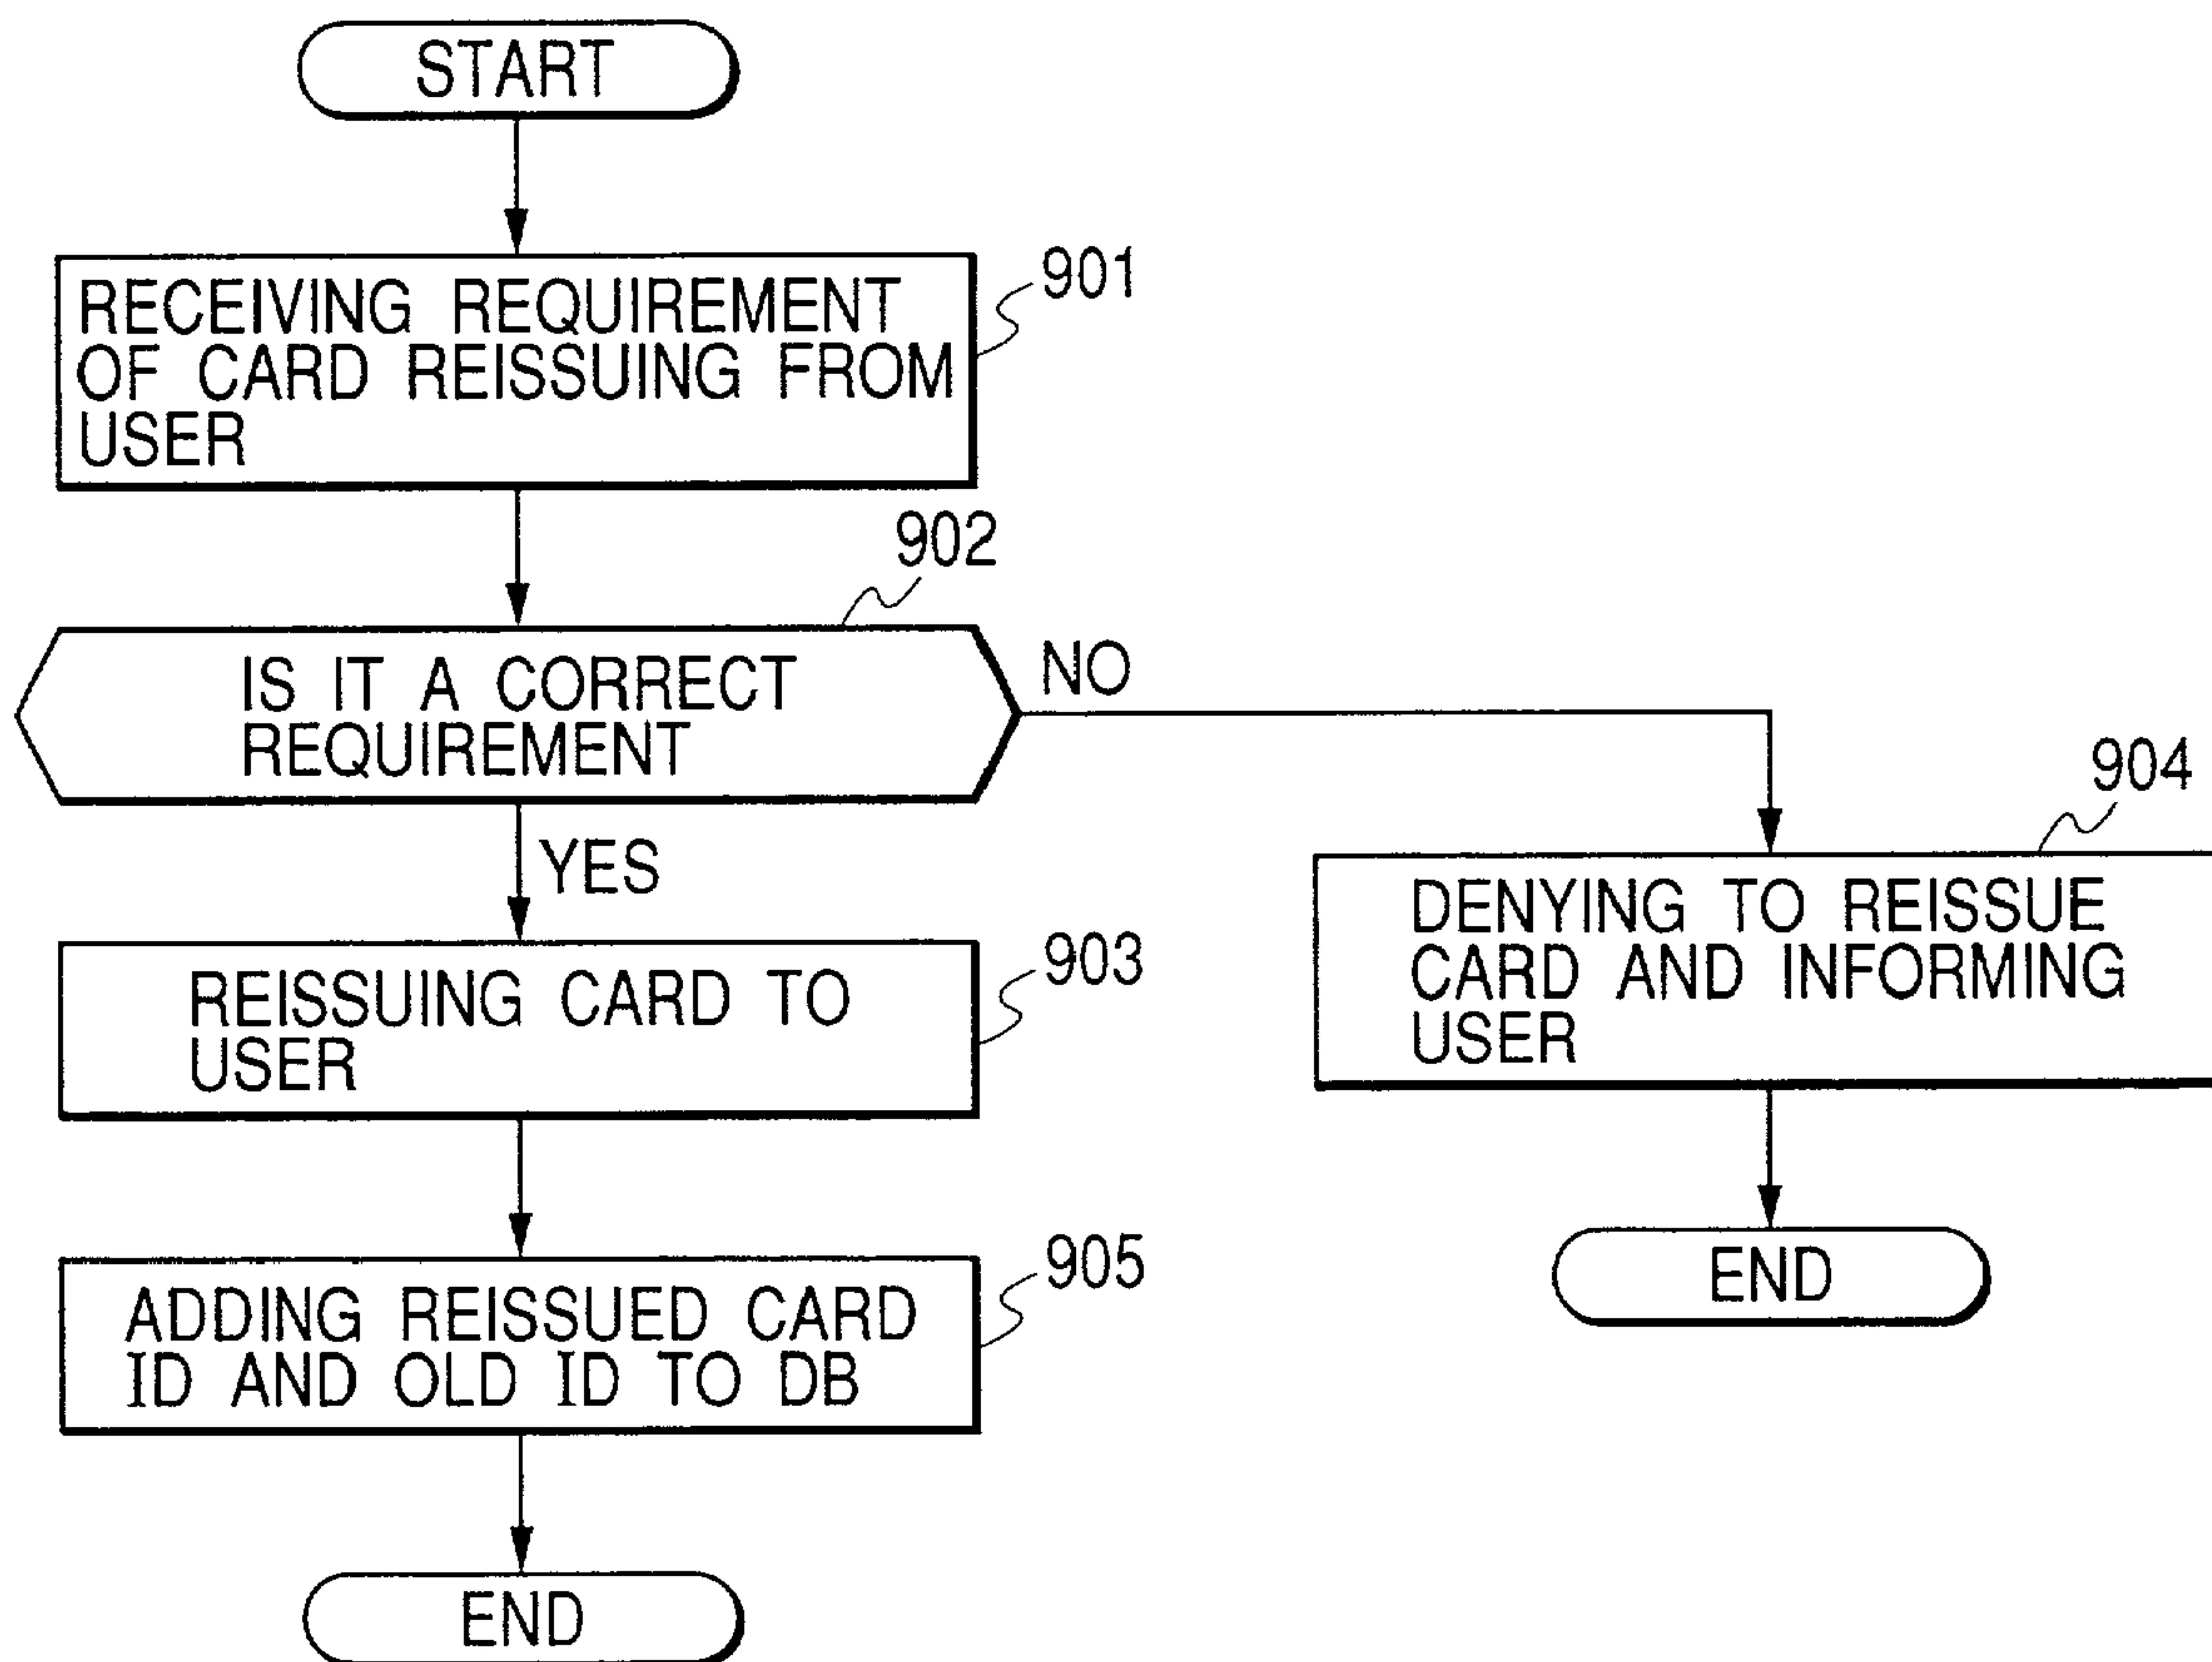 START
RECEIVING REQUIREMENT
OF CARD REISSUING FROM
USER
901
902
IS IT A CORRECT
REQUIREMENT
NO
YES
904
DENYING TO REISSUE
CARD AND INFORMING
USER
REISSUING CARD TO
USER
903
ADDING REISSUED CARD
ID AND OLD ID TO DB
905
END
END